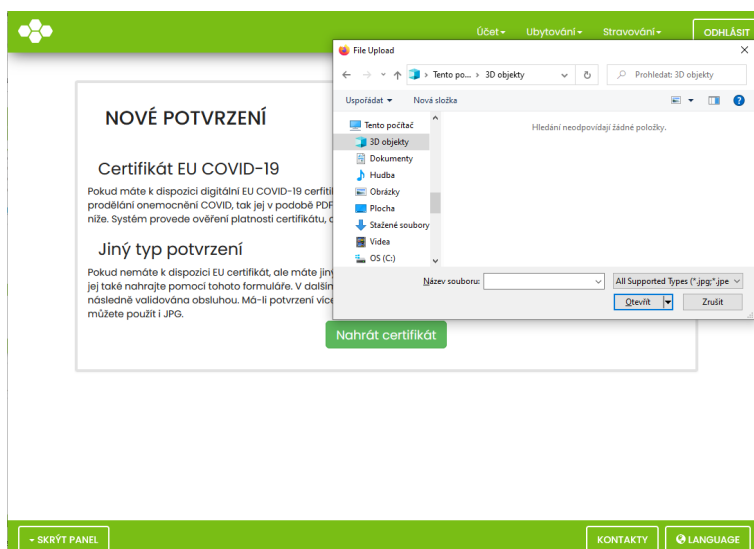 Účet
Ubytování
Stravování
ODHLÁSIT
File Upload
Tento po... › 3D objekty
Prohledat: 3D objekty
Uspořádat
Nová složka
Tento počítač
3D objekty
Dokumenty
Hudba
Obrázky
Plocha
Stažené soubory
Videa
OS (C:)
Hledání neodpovídají žádné položky.
Název souboru:
All Supported Types (*.jpg;*.jpe
Otevřít
Zrušit
NOVÉ POTVRZENÍ
Certifikát EU COVID-19
Pokud máte k dispozici digitální EU COVID-19 cerfiti
prodělání onemocnění COVID, tak jej v podobě PDF
níže. Systém provede ověření platnosti certifikátu,
Jiný typ potvrzení
Pokud nemáte k dispozici EU certifikát, ale máte jiný
jej také nahrajte pomocí tohoto formuláře. V dalším
následně validována obsluhou. Má-li potvrzení více
můžete použít i JPG.
Nahrát certifikát
SKRÝT PANEL
KONTAKTY
LANGUAGE